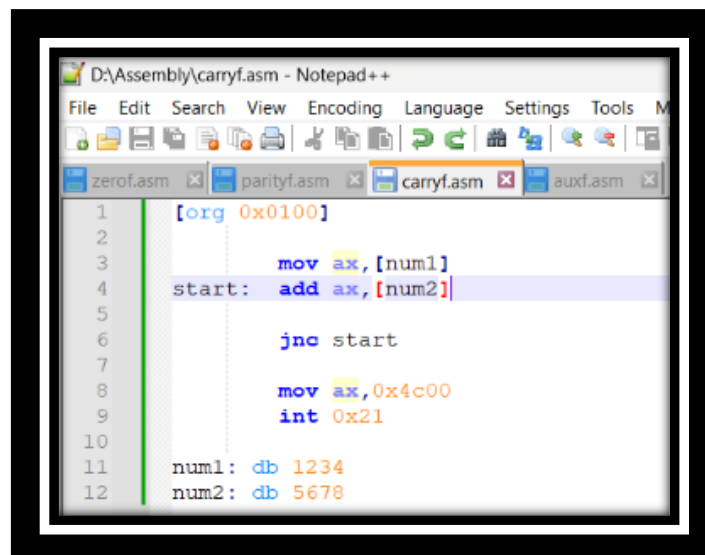 D:\Assembly\carryf.asm - Notepad++
File Edit Search View Encoding Language Settings Tools M
zerof.asm parityf.asm carryf.asm auxf.asm
1 [org 0x0100]
2
3 mov ax,[num1]
4 start: add ax,[num2]
5
6 jnc start
7
8 mov ax,0x4c00
9 int 0x21
10
11 num1: db 1234
12 num2: db 5678